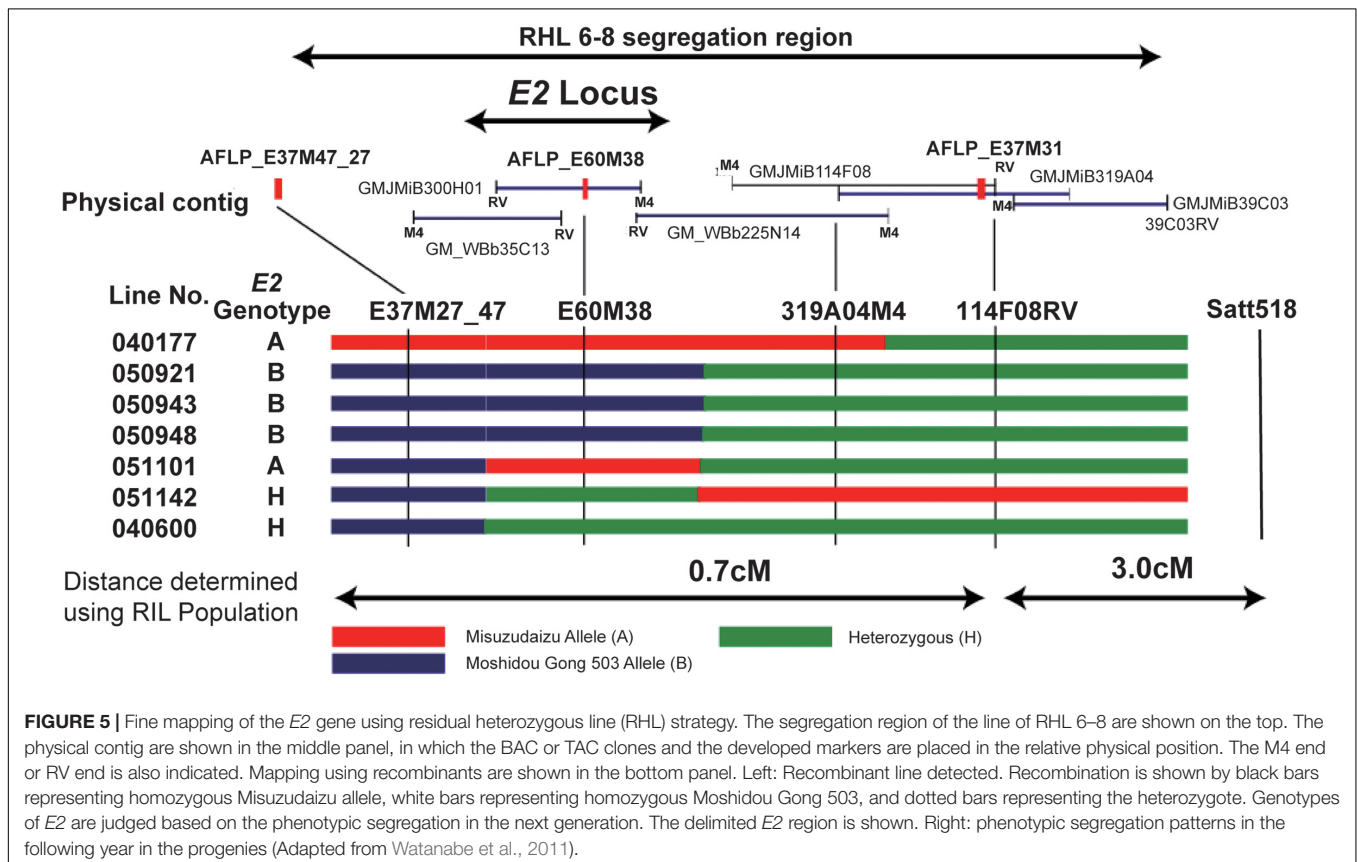 RHL 6-8 segregation region
E2 Locus
AFLP_E37M47_27
AFLP_E60M38
AFLP_E37M31
M4
GMJMiB114F08
RV
GMJMiB300H01
GMJMiB319A04
Physical contig
RV
M4
M4
GMJMiB39C03
M4
RV
RV
M4
39C03RV
GM_WBb35C13
GM_WBb225N14
Line No.
E2
Genotype
E37M27_47
E60M38
319A04M4
114F08RV
Satt518
040177 A
050921 B
050943 B
050948 B
051101 A
051142 H
040600 H
Distance determined
using RIL Population
0.7cM
3.0cM
Misuzudaizu Allele (A)
Heterozygous (H)
Moshidou Gong 503 Allele (B)
FIGURE 5 | Fine mapping of the E2 gene using residual heterozygous line (RHL) strategy. The segregation region of the line of RHL 6–8 are shown on the top. The
physical contig are shown in the middle panel, in which the BAC or TAC clones and the developed markers are placed in the relative physical position. The M4 end
or RV end is also indicated. Mapping using recombinants are shown in the bottom panel. Left: Recombinant line detected. Recombination is shown by black bars
representing homozygous Misuzudaizu allele, white bars representing homozygous Moshidou Gong 503, and dotted bars representing the heterozygote. Genotypes
of E2 are judged based on the phenotypic segregation in the next generation. The delimited E2 region is shown. Right: phenotypic segregation patterns in the
following year in the progenies (Adapted from Watanabe et al., 2011).